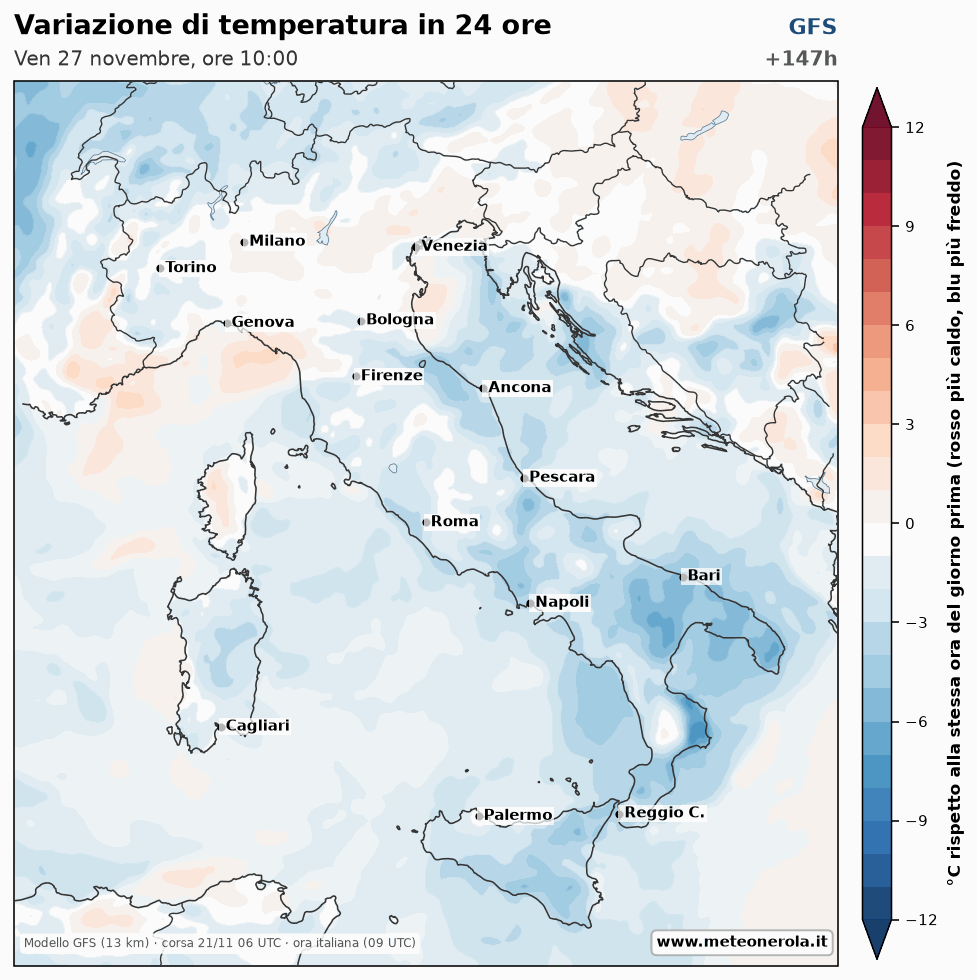 Variazione di temperatura in 24 ore
GFS
Ven 27 novembre, ore 10:00
+147h
Milano
Venezia
Torino
Genova
Bologna
Firenze
Ancona
Pescara
Roma
Bari
Napoli
Cagliari
Palermo
Reggio C.
12
9
6
3
0
−3
−6
−9
−12
°C rispetto alla stessa ora del giorno prima (rosso più caldo, blu più freddo)
Modello GFS (13 km) · corsa 21/11 06 UTC · ora italiana (09 UTC)
www.meteonerola.it